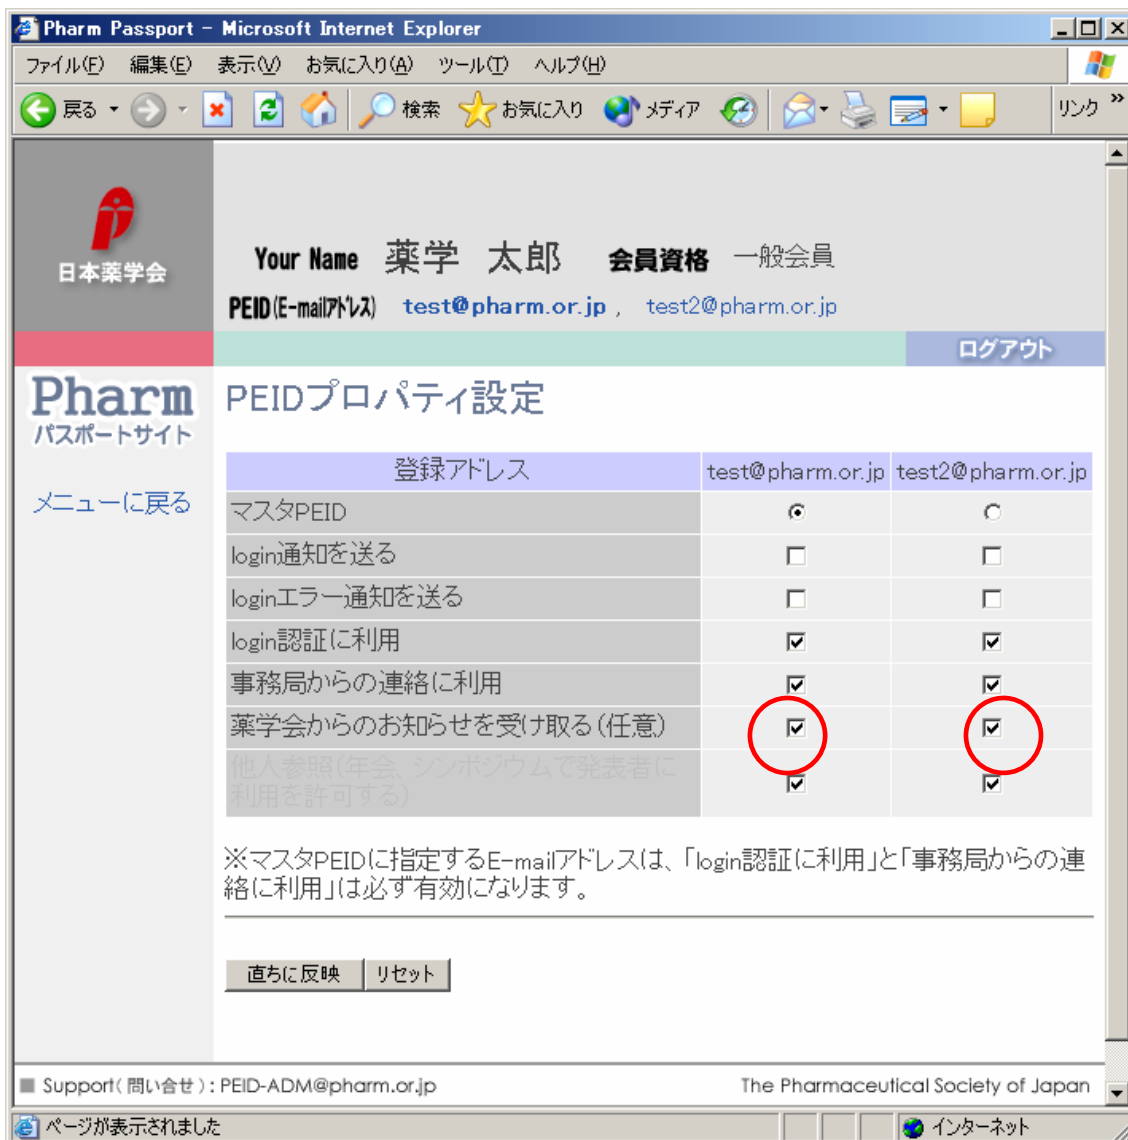 Pharm Passport - Microsoft Internet Explorer
ファイル(F) 編集(E) 表示(V) お気に入り(A) ツール(T) ヘルプ(H)
戻る 検索 お気に入り メディア リンク »
日本薬学会
Your Name 薬学 太郎 会員資格 一般会員
PEID(E-mailアドレス) test@pharm.or.jp , test2@pharm.or.jp
ログアウト
Pharm
パスポートサイト
メニューに戻る
PEIDプロパティ設定
登録アドレス test@pharm.or.jp test2@pharm.or.jp
マスタPEID
login通知を送る
loginエラー通知を送る
login認証に利用
事務局からの連絡に利用
薬学会からのお知らせを受け取る(任意)
他人参照(年会、シンポジウムで発表者に
利用を許可する)
※マスタPEIDに指定するE-mailアドレスは、「login認証に利用」と「事務局からの連
絡に利用」は必ず有効になります。
直ちに反映 リセット
Support(問い合せ):PEID-ADM@pharm.or.jp The Pharmaceutical Society of Japan
ページが表示されました インターネット